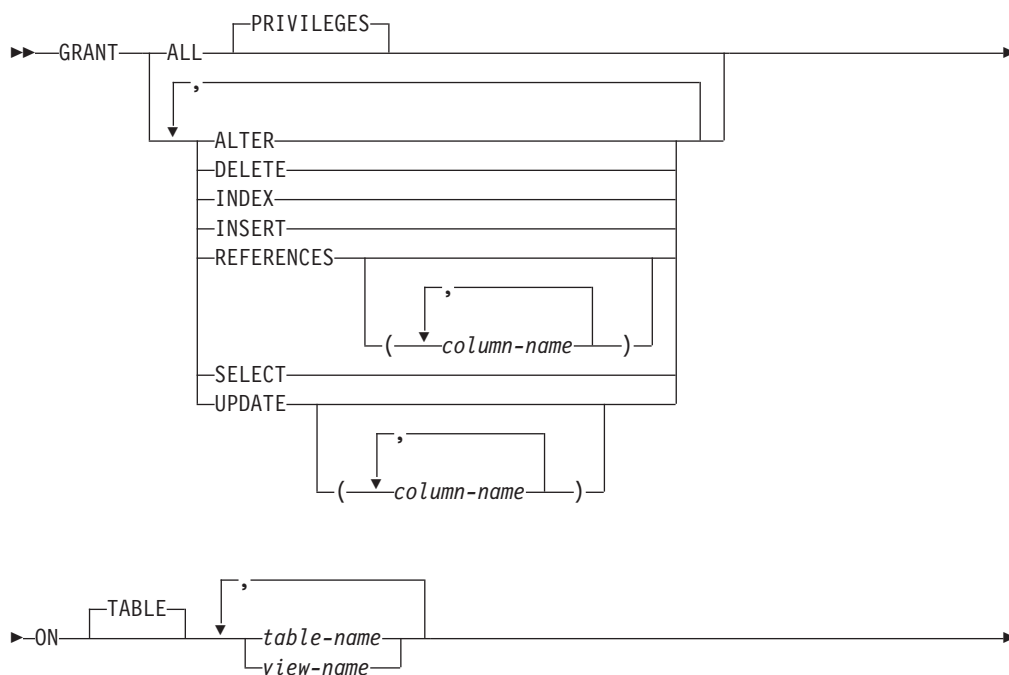 PRIVILEGES
GRANT ALL
,
ALTER
DELETE
INDEX
INSERT
REFERENCES
,
( column-name )
SELECT
UPDATE
,
( column-name )
TABLE ,
ON table-name
view-name